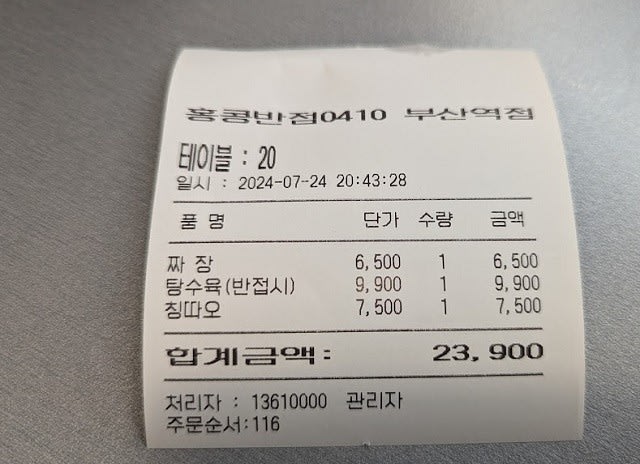 홍콩반점0410 부산역점
테이블 : 20
일시 : 2024-07-24 20:43:28
품 명 단가 수량 금액
짜 장 6,500 1 6,500
탕수육(반접시) 9,900 1 9,900
칭따오 7,500 1 7,500
합계금액: 23,900
처리자 : 13610000 관리자
주문순서:116